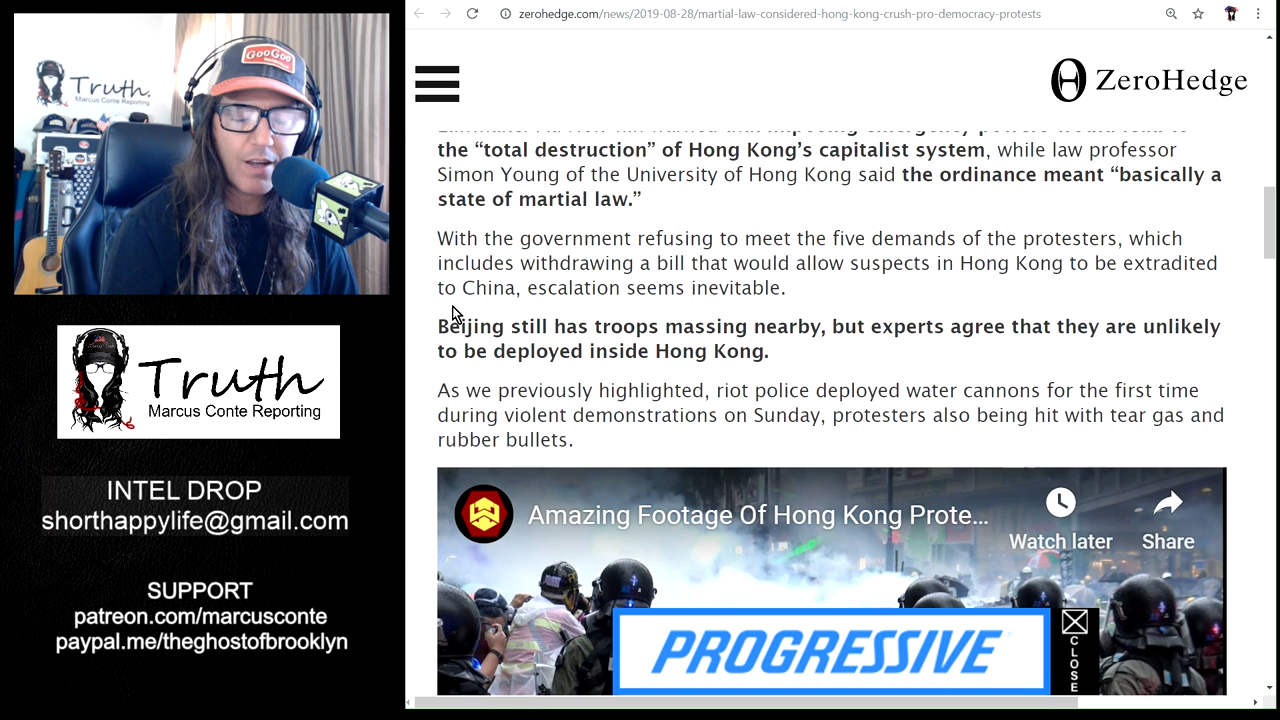 zerohedge.com/news/2019-08-28/martial-law-considered-hong-kong-crush-pro-democracy-protests
GooGoo
Truth.
Marcus Conte Reporting
ZeroHedge
the “total destruction” of Hong Kong’s capitalist system, while law professor
Simon Young of the University of Hong Kong said the ordinance meant “basically a
state of martial law.”
With the government refusing to meet the five demands of the protesters, which
includes withdrawing a bill that would allow suspects in Hong Kong to be extradited
to China, escalation seems inevitable.
Beijing still has troops massing nearby, but experts agree that they are unlikely
to be deployed inside Hong Kong.
As we previously highlighted, riot police deployed water cannons for the first time
during violent demonstrations on Sunday, protesters also being hit with tear gas and
rubber bullets.
Amazing Footage Of Hong Kong Prote...
Watch later
Share
PROGRESSIVE
CLOSE
Truth
Marcus Conte Reporting
INTEL DROP
shorthappylife@gmail.com
SUPPORT
patreon.com/marcusconte
paypal.me/theghostofbrooklyn